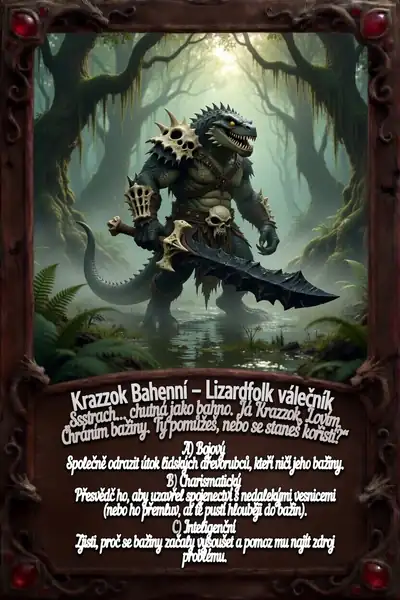 Krazzok Bahenní – Lizardfolk válečník
„Ssstrach... chutná jako bahno. Já Krazzok. Lovím.
Chráním bažiny. Ty pomůžeš, nebo se staneš kořistí!“
A) Bojový
Společně odrazit útok lidských dřevorubců, kteří ničí jeho bažiny.
B) Charismatický
Přesvědč ho, aby uzavřel spojenectví s nedalekými vesnicemi
(nebo ho přemluv, ať tě pustí hlouběji do bažin).
C) Inteligenční
Zjisti, proč se bažiny začaly vysoušet a pomoz mu najít zdroj
problému.